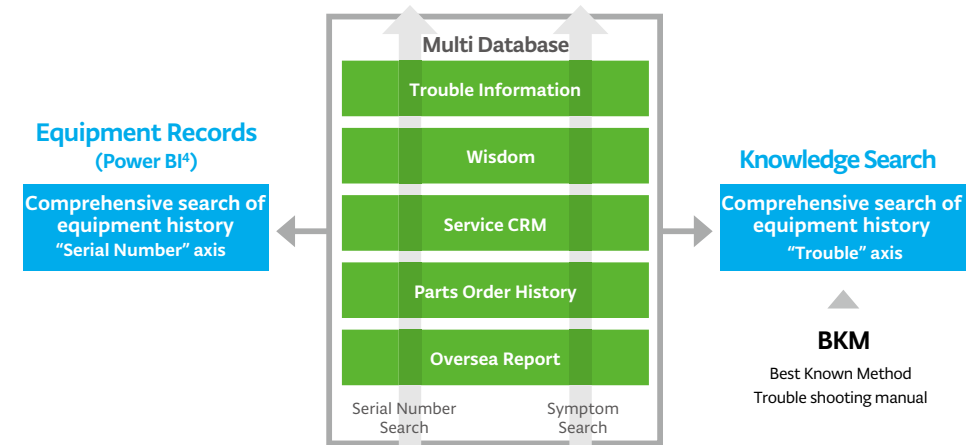 Multi Database
Trouble Information
Wisdom
Service CRM
Parts Order History
Oversea Report
Serial Number
Search
Symptom
Search
Equipment Records
(Power BI⁴)
Comprehensive search of
equipment history
“Serial Number” axis
Knowledge Search
Comprehensive search of
equipment history
“Trouble” axis
BKM
Best Known Method
Trouble shooting manual